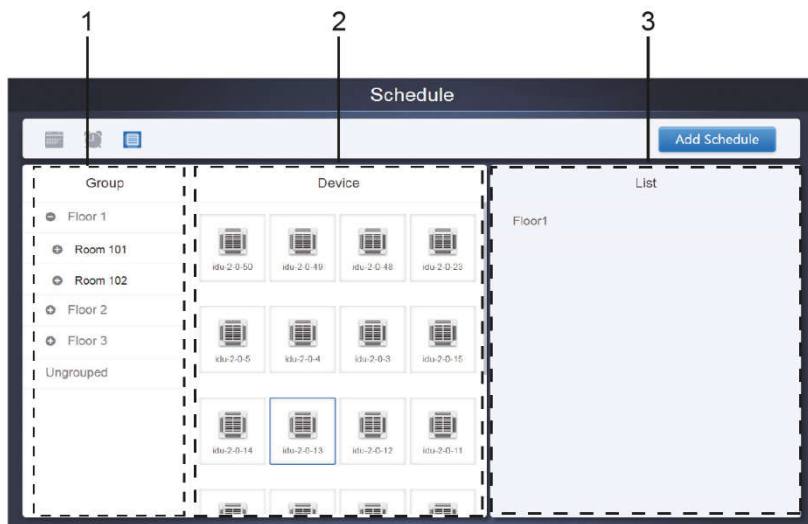 1 2 3
Schedule
Add Schedule
Group Device List
Floor 1
Room 101
Room 102
Floor 2
Floor 3
Ungrouped
idu-2-0-50 idu-2-0-49 idu-2-0-48 idu-2-0-23
idu-2-0-5 idu-2-0-4 idu-2-0-3 idu-2-0-15
idu-2-0-14 idu-2-0-13 idu-2-0-12 idu-2-0-11
Floor1